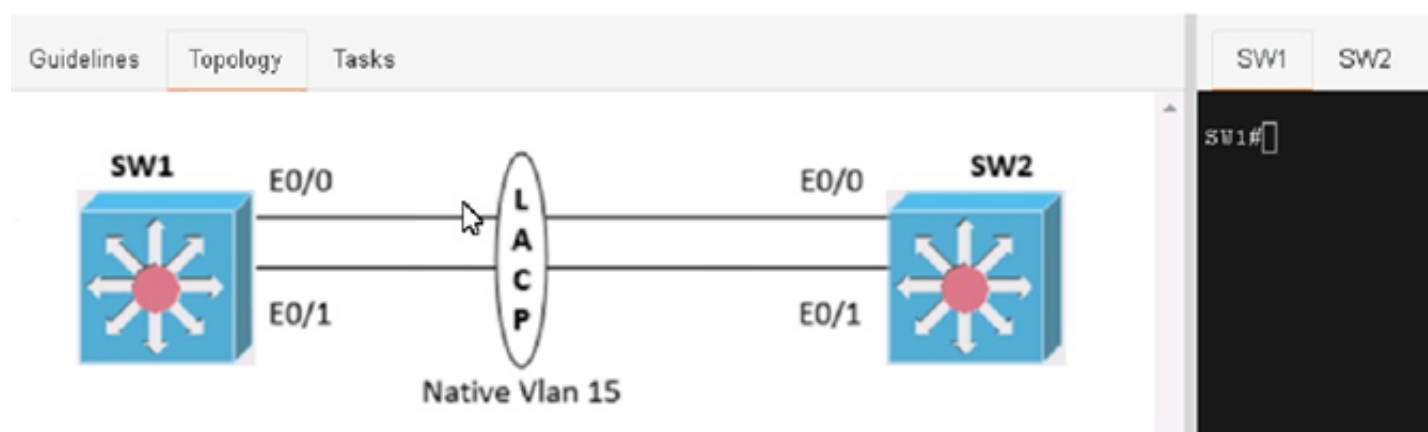 Guidelines Topology Tasks SW1 SW2
SW1#
SW1 SW2
E0/0 E0/0
L
A
C
P
E0/1 E0/1
Native Vlan 15